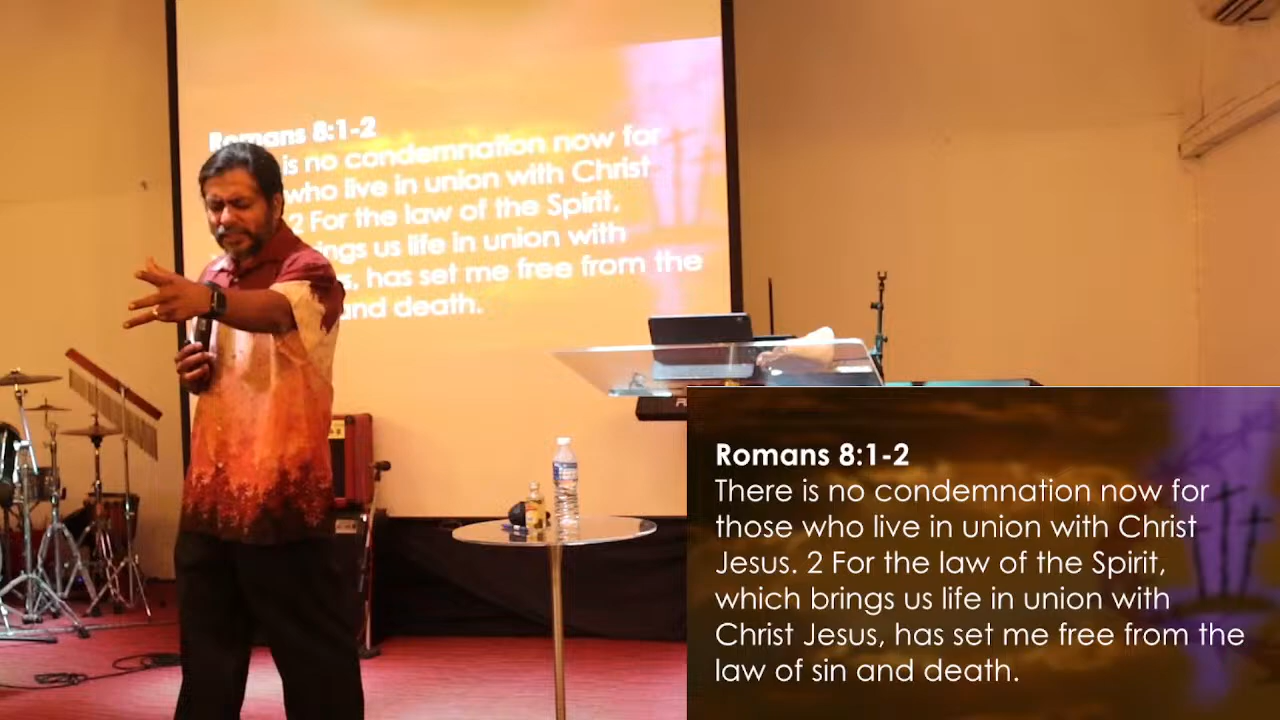 Romans 8:1-2
is no condemnation now for
who live in union with Christ
2 For the law of the Spirit,
us life in union with
has set me free from the
and death.
Romans 8:1-2
There is no condemnation now for
those who live in union with Christ
Jesus. 2 For the law of the Spirit,
which brings us life in union with
Christ Jesus, has set me free from the
law of sin and death.